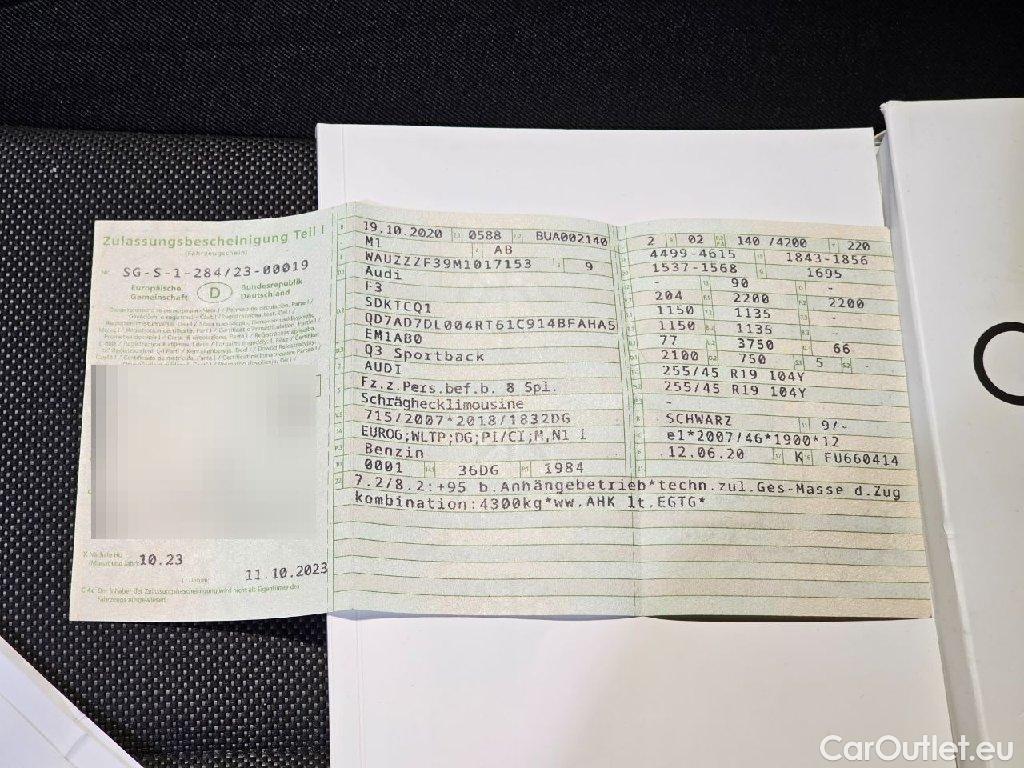 Zulassungsbescheinigung Teil I
(Fahrzeugschein)
Nr. SG-S-1-284/23-00019
Europäische Gemeinschaft
D
Bundesrepublik Deutschland
10.23
11.10.2023
19.10.2020 0588 BUA002140
M1 AB
WAUZZZF39M1017153 9
Audi
F3
SDKTCQ1
QD7AD7DL004RT61C914BFAHA5
EM1AB0
Q3 Sportback
AUDI
Fz.z.Pers.bef.b. 8 Spl.
Schräghecklimousine
715/2007*2018/1832DG
EURO6;WLTP;DG;PI/CI;M,N1 I
Benzin
0001 36DG 1984
2 02 140 /4200 220
4499-4615 1843-1856
1537-1568 1695
- 90 -
204 2200 2200
1150 1135 -
1150 1135 -
77 3750 66
2100 750 5 -
255/45 R19 104Y
255/45 R19 104Y
-
SCHWARZ 9/-
e1*2007/46*1900*12
12.06.20 K FU660414
7.2/8.2:+95 b.Anhängebetrieb*techn.zul.Ges-Masse d.Zug
kombination:4300kg*ww.AHK lt.EGTG*
CarOutlet.eu